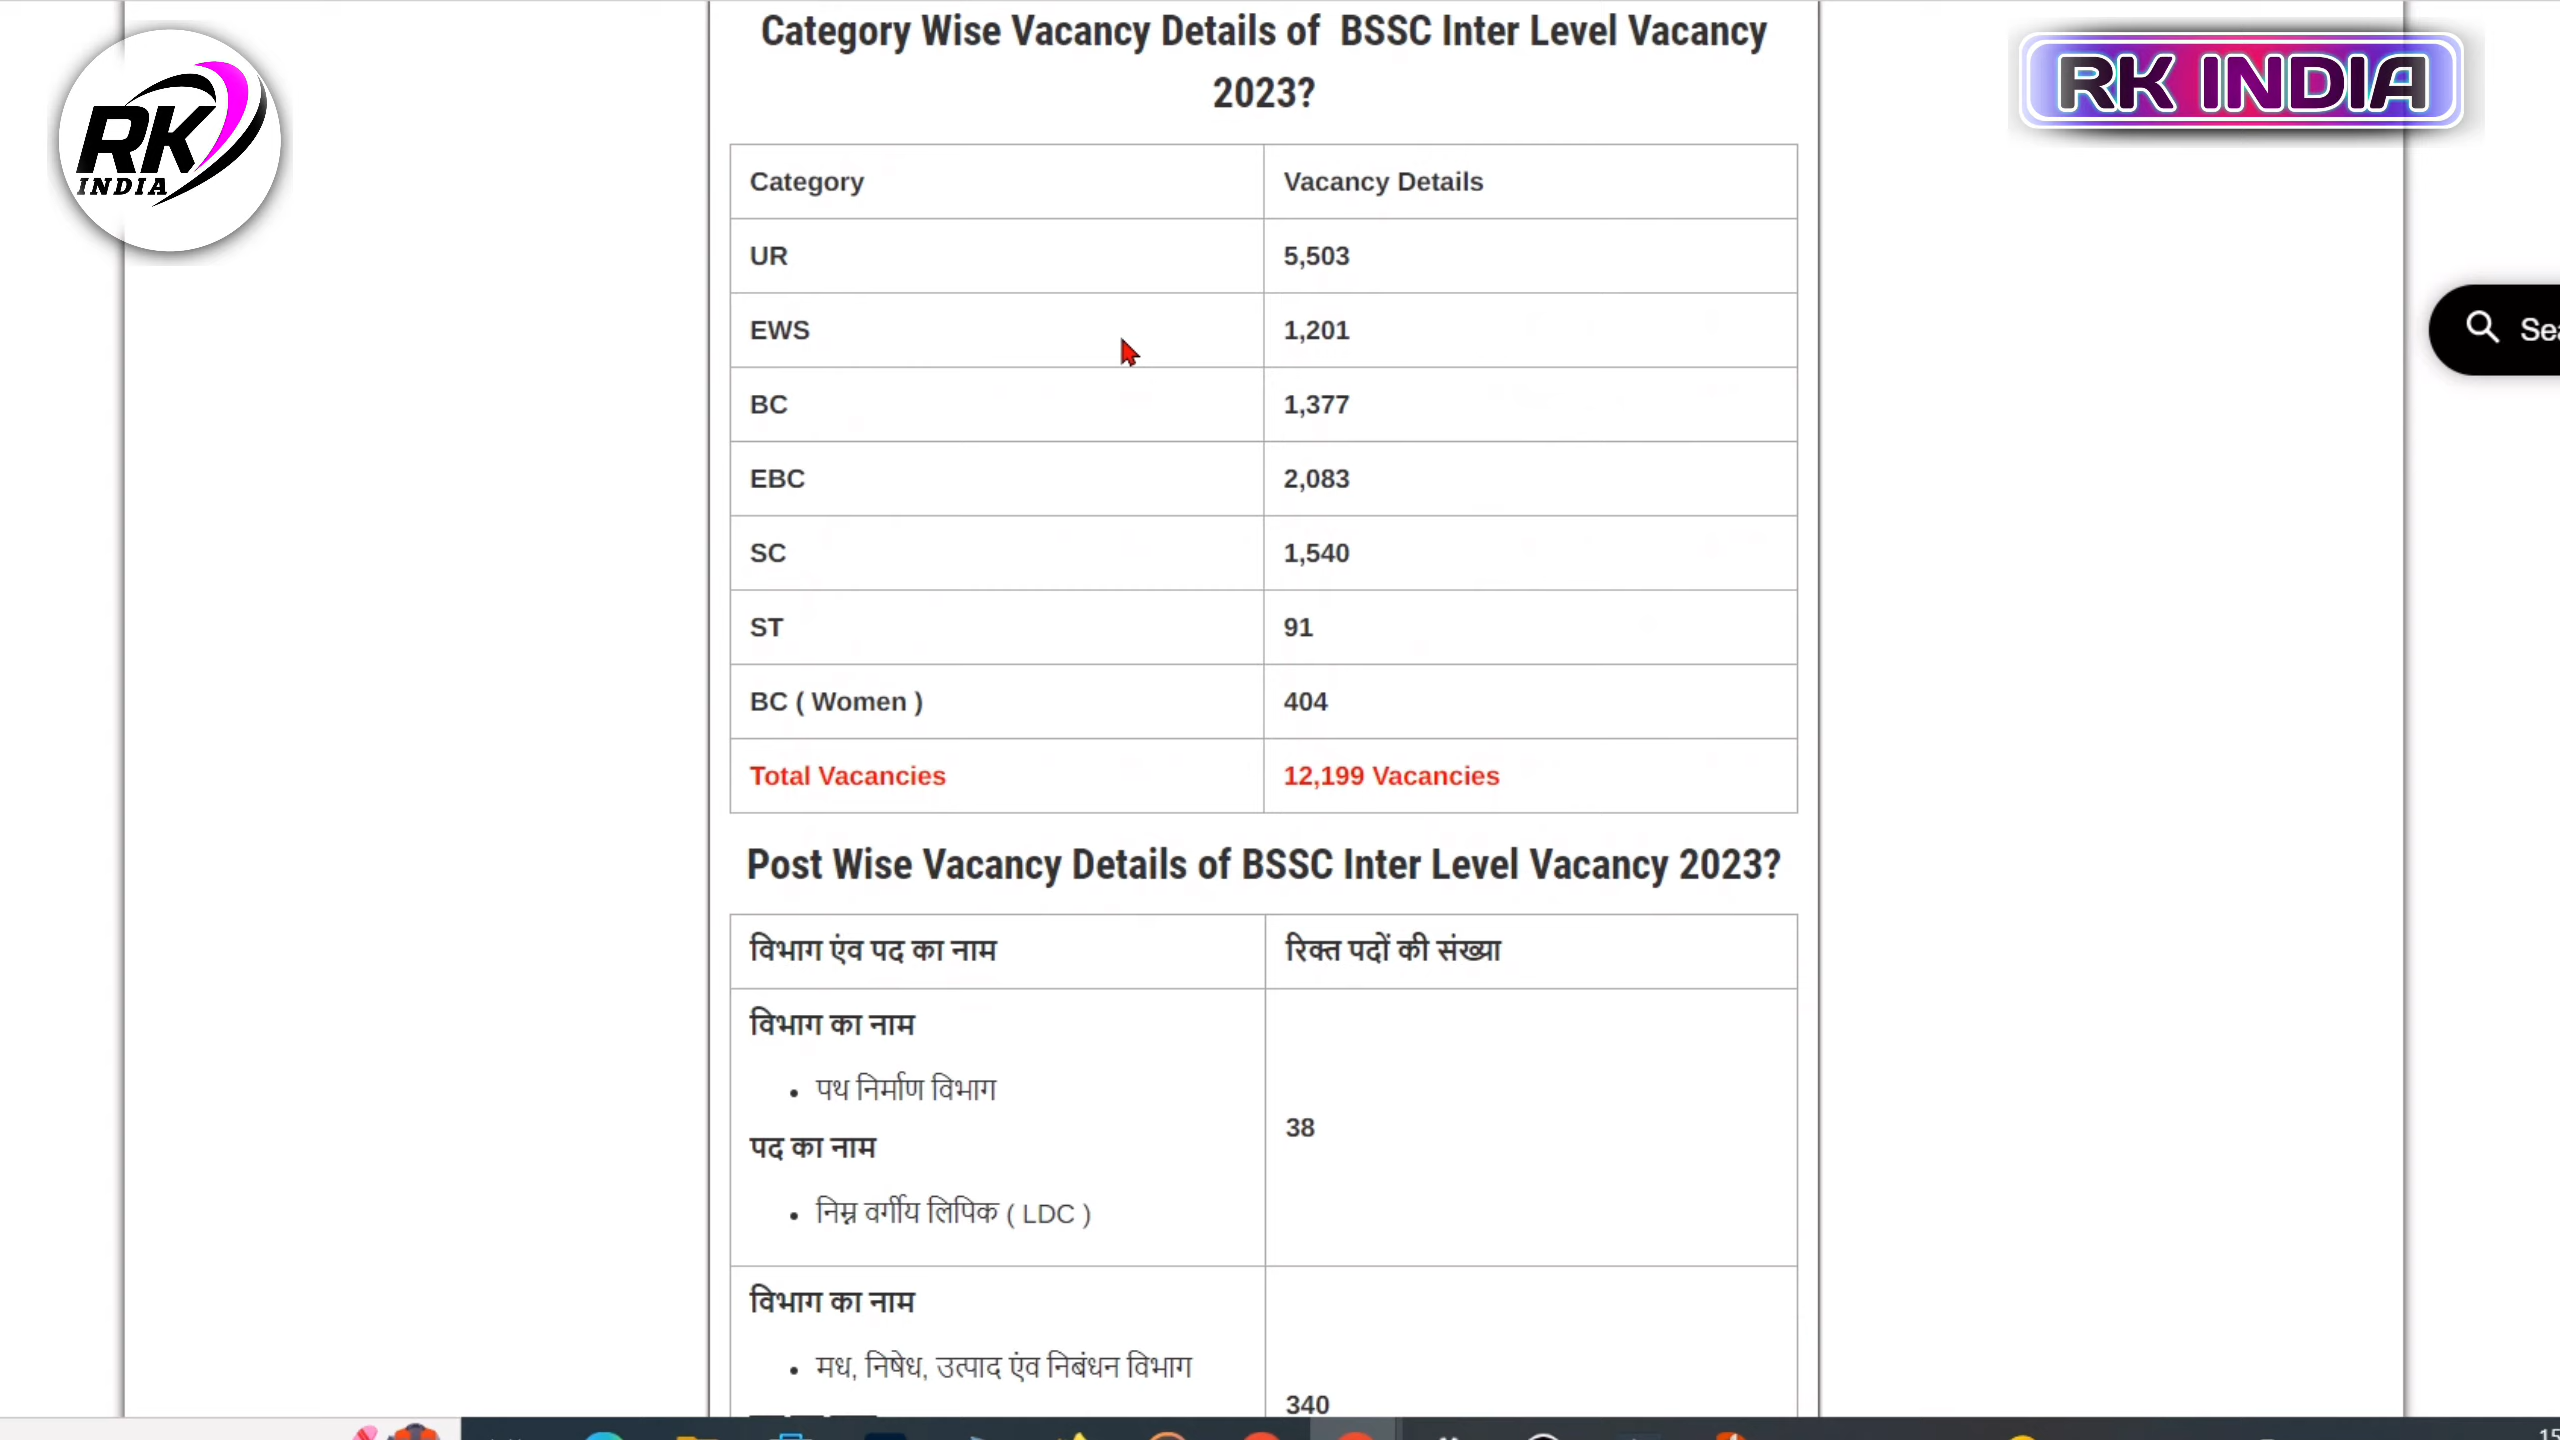 Category Wise Vacancy Details of BSSC Inter Level Vacancy
2023?
RK
INDIA
RK INDIA
Category Vacancy Details
UR 5,503
EWS 1,201
BC 1,377
EBC 2,083
SC 1,540
ST 91
BC ( Women ) 404
Total Vacancies 12,199 Vacancies
Post Wise Vacancy Details of BSSC Inter Level Vacancy 2023?
विभाग एंव पद का नाम रिक्त पदों की संख्या
विभाग का नाम
• पथ निर्माण विभाग
38
पद का नाम
• निम्न वर्गीय लिपिक ( LDC )
विभाग का नाम
• मध, निषेध, उत्पाद एंव निबंधन विभाग
340